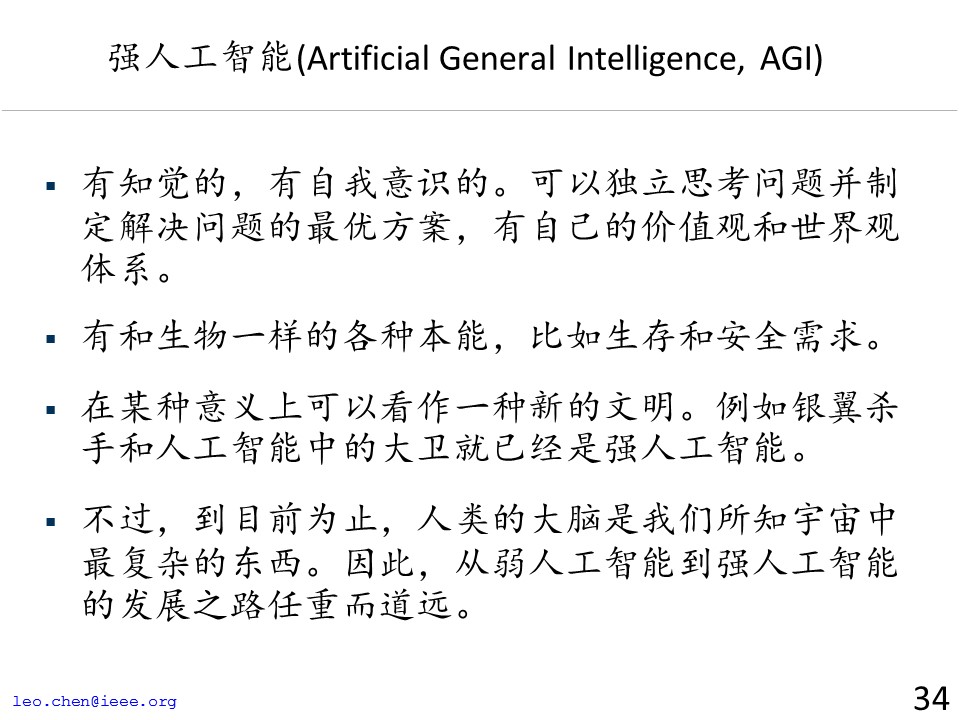 强人工智能(Artificial General Intelligence, AGI)
▪ 有知觉的，有自我意识的。可以独立思考问题并制
定解决问题的最优方案，有自己的价值观和世界观
体系。
▪ 有和生物一样的各种本能，比如生存和安全需求。
▪ 在某种意义上可以看作一种新的文明。例如银翼杀
手和人工智能中的大卫就已经是强人工智能。
▪ 不过，到目前为止，人类的大脑是我们所知宇宙中
最复杂的东西。因此，从弱人工智能到强人工智能
的发展之路任重而道远。
leo.chen@ieee.org
34